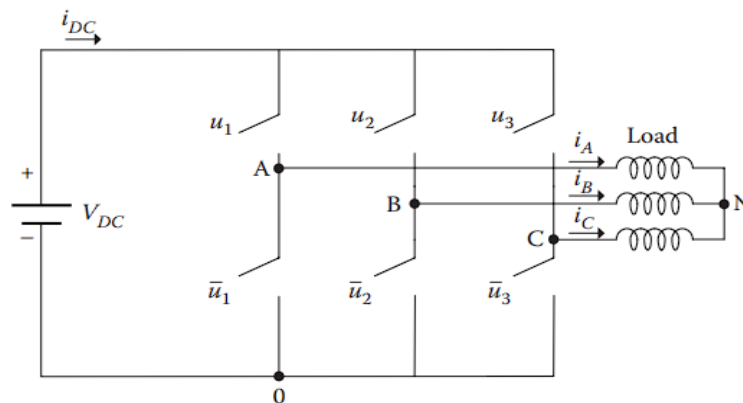 i_DC
u_1
u_2
u_3
Load
i_A
A
+
i_B
B
N
V_DC
i_C
−
C
ū_1
ū_2
ū_3
0